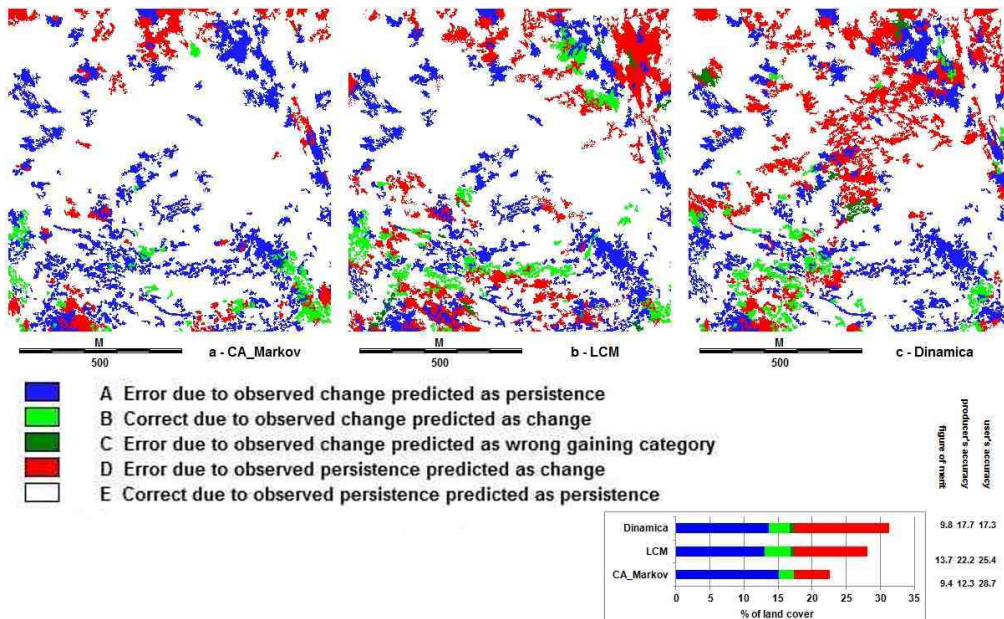 M
500
a - CA_Markov
M
500
b - LCM
M
500
c - Dinamica
A Error due to observed change predicted as persistence
B Correct due to observed change predicted as change
C Error due to observed change predicted as wrong gaining category
D Error due to observed persistence predicted as change
E Correct due to observed persistence predicted as persistence
figure of merit
producer's accuracy
user's accuracy
Dinamica
9.8 17.7 17.3
LCM
13.7 22.2 25.4
CA_Markov
9.4 12.3 28.7
0 5 10 15 20 25 30 35
% of land cover